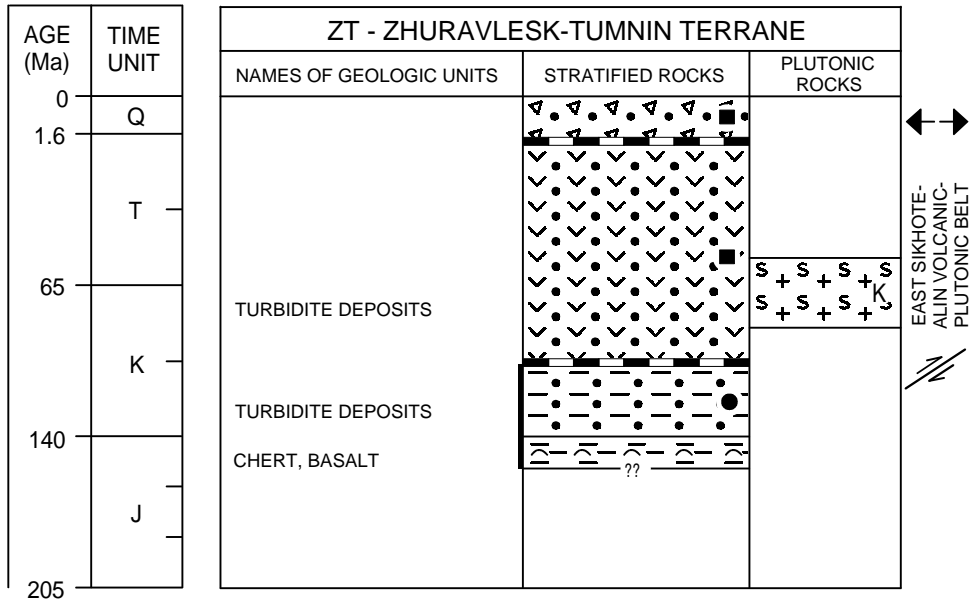 AGE
(Ma)
TIME
UNIT
ZT - ZHURAVLESK-TUMNIN TERRANE
NAMES OF GEOLOGIC UNITS
STRATIFIED ROCKS
PLUTONIC
ROCKS
0
Q
1.6
T
65
K
140
J
205
TURBIDITE DEPOSITS
TURBIDITE DEPOSITS
CHERT, BASALT
??
S S S S
K
S S S S
EAST SIKHOTE-
ALIN VOLCANIC-
PLUTONIC BELT